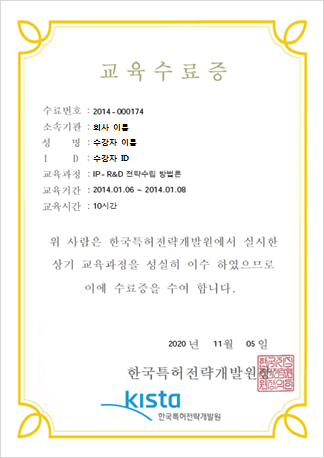 교육수료증
수료번호 : 2014-000174
소속기관 : 회사 이름
성 명 : 수강자 이름
I D : 수강자 ID
교육과정 : IP-R&D 전략수립 방법론
교육기간 : 2014.01.06 ~ 2014.01.08
교육시간 : 10시간
위 사람은 한국특허전략개발원에서 실시한
상기 교육과정을 성실히 이수 하였으므로
이에 수료증을 수여 합니다.
2020 년 11월 05 일
한국특허전략개발원장
kista
한국특허전략개발원